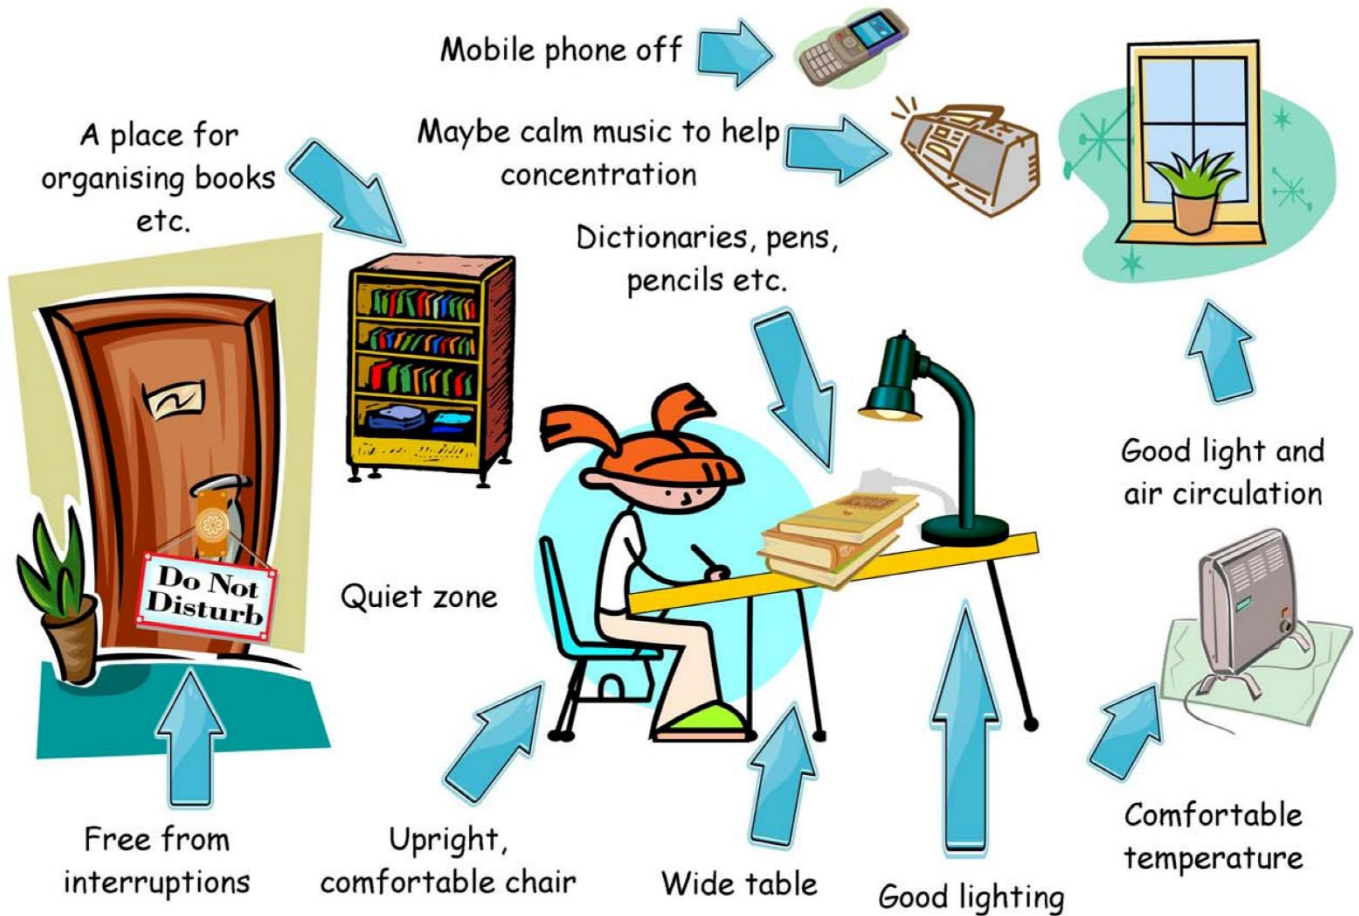 Mobile phone off
A place for
organising books
etc.
Maybe calm music to help
concentration
Dictionaries, pens,
pencils etc.
Good light and
air circulation
Do Not
Disturb
Quiet zone
Free from
interruptions
Upright,
comfortable chair
Wide table
Good lighting
Comfortable
temperature